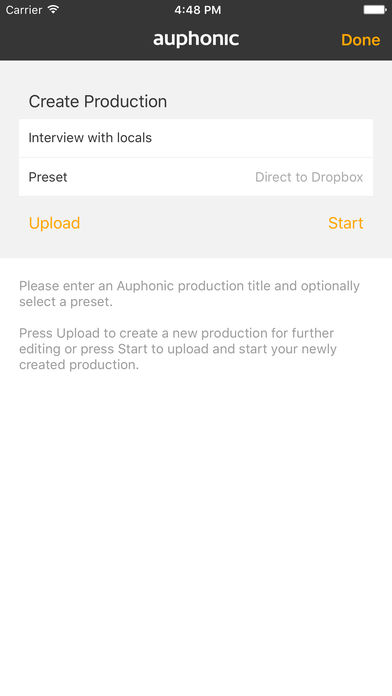 Carrier 4:48 PM
auphonic Done
Create Production
Interview with locals
Preset Direct to Dropbox
Upload Start
Please enter an Auphonic production title and optionally
select a preset.
Press Upload to create a new production for further
editing or press Start to upload and start your newly
created production.